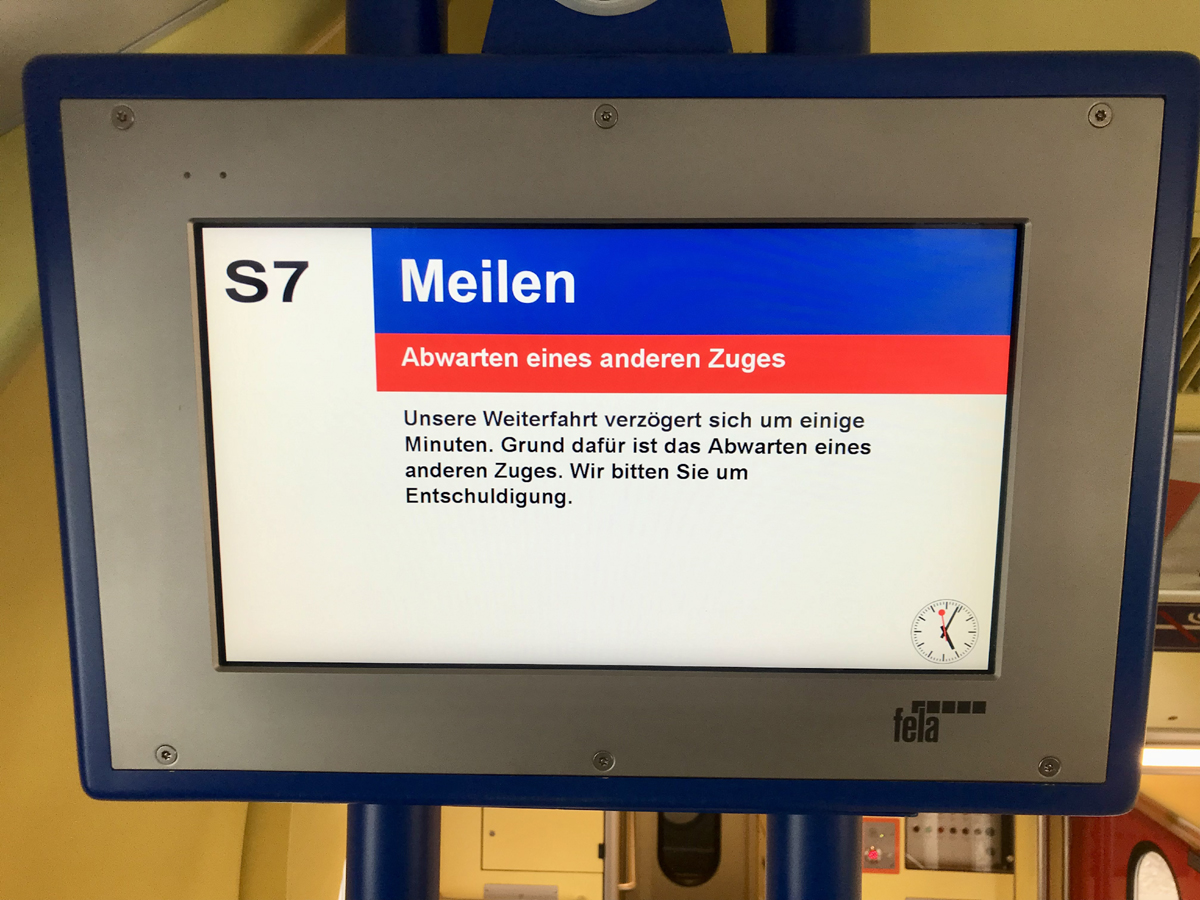 S7
Meilen
Abwarten eines anderen Zuges
Unsere Weiterfahrt verzögert sich um einige
Minuten. Grund dafür ist das Abwarten eines
anderen Zuges. Wir bitten Sie um
Entschuldigung.
fela